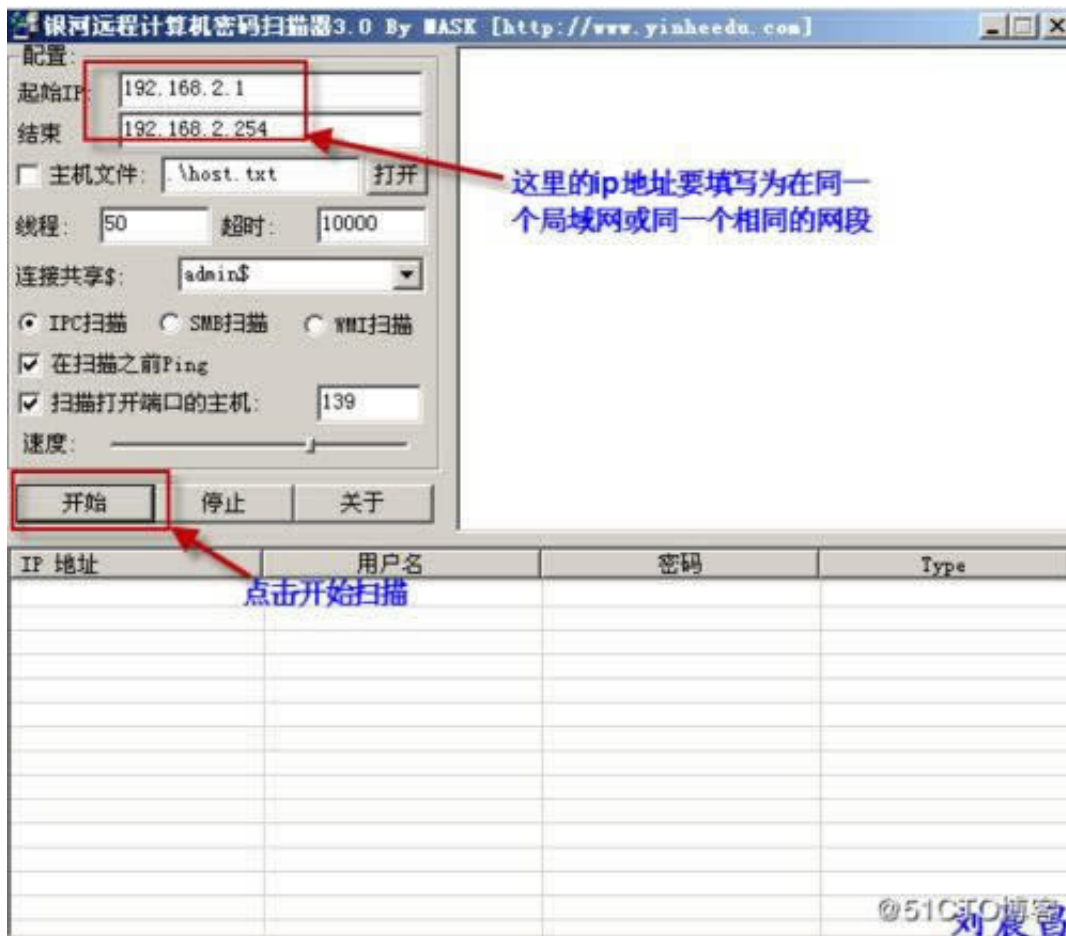 银河远程计算机密码扫描器3.0 By MASK [http://www.yinheedu.com]
配置:
起始IP: 192.168.2.1
结束 192.168.2.254
主机文件: .\host.txt 打开
这里的ip地址要填写为在同一
个局域网或同一个相同的网段
线程: 50 超时: 10000
连接共享$: admin$
IPC扫描 SMB扫描 WMI扫描
在扫描之前Ping
扫描打开端口的主机: 139
速度:
开始 停止 关于
IP 地址 用户名 密码 Type
点击开始扫描
@51CTO博客